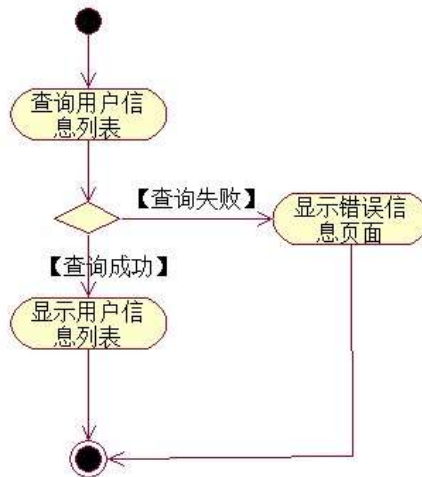 查询用户信
息列表
【查询失败】
显示错误信
息页面
【查询成功】
显示用户信
息列表